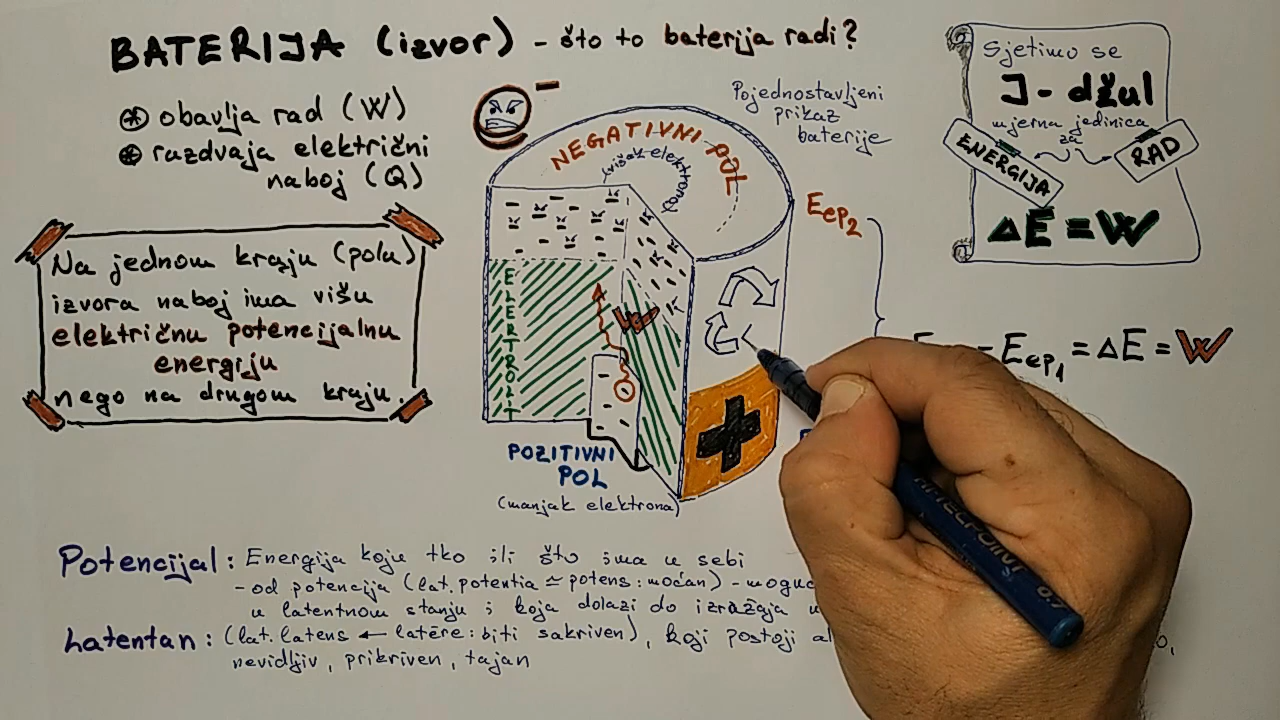 BATERIJA (izvor) - što to baterija radi?
obavlja rad (W)
razdvaja električni
naboj (Q)
Na jednom kraju (polu)
izvora naboj ima višu
električnu potencijalnu
energiju
nego na drugom kraju.
NEGATIVNI POL
(višak elektrona)
Pojednostavljeni
prikaz
baterije
ELEKTROLIT
W
POZITIVNI
POL
(manjak elektrona)
Sjetimo se
J - džul
mjerna jedinica
za
ENERGIJA
RAD
ΔE = W
Eep2
- Eep1 = ΔE = W
Potencijal: Energija koju tko ili što ima u sebi
- od potencija (lat. potentia ≃ potens: moćan) -
u latentnom stanju i koja dolazi do izražaja
Latentan: (lat. latens ← latēre: biti sakriven), koji postoji
nevidljiv, prikriven, tajan
HI-TECPOINT 0.7